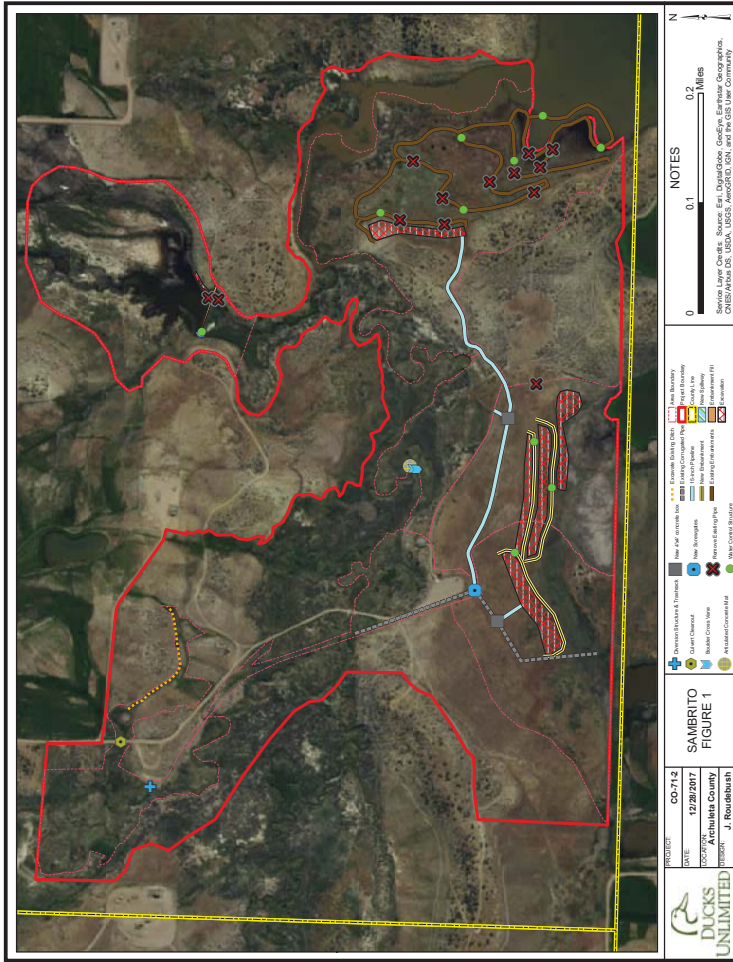 DUCKS
UNLIMITED
PROJECT: CO-71-2
DATE: 12/28/2017
LOCATION: Archuleta County
DESIGN: J. Roudebush
SAMBRITO
FIGURE 1
Diversion Structure & Trashrack
Culvert Cleanout
Boulder Cross Vane
Articulated Concrete Mat
New 4'x4' concrete box
New Screwgates
Remove Existing Pipe
Water Control Structure
Excavate Existing Ditch
Existing Corrugated Pipe
15-inch Pipeline
New Embankment
Existing Embankments
Area Boundary
Project Boundary
County Line
New Spillway
Embankment Fill
Excavation
NOTES
0 0.1 0.2
Miles
Service Layer Credits: Source: Esri, DigitalGlobe, GeoEye, Earthstar Geographics,
CNES/Airbus DS, USDA, USGS, AeroGRID, IGN, and the GIS User Community
N